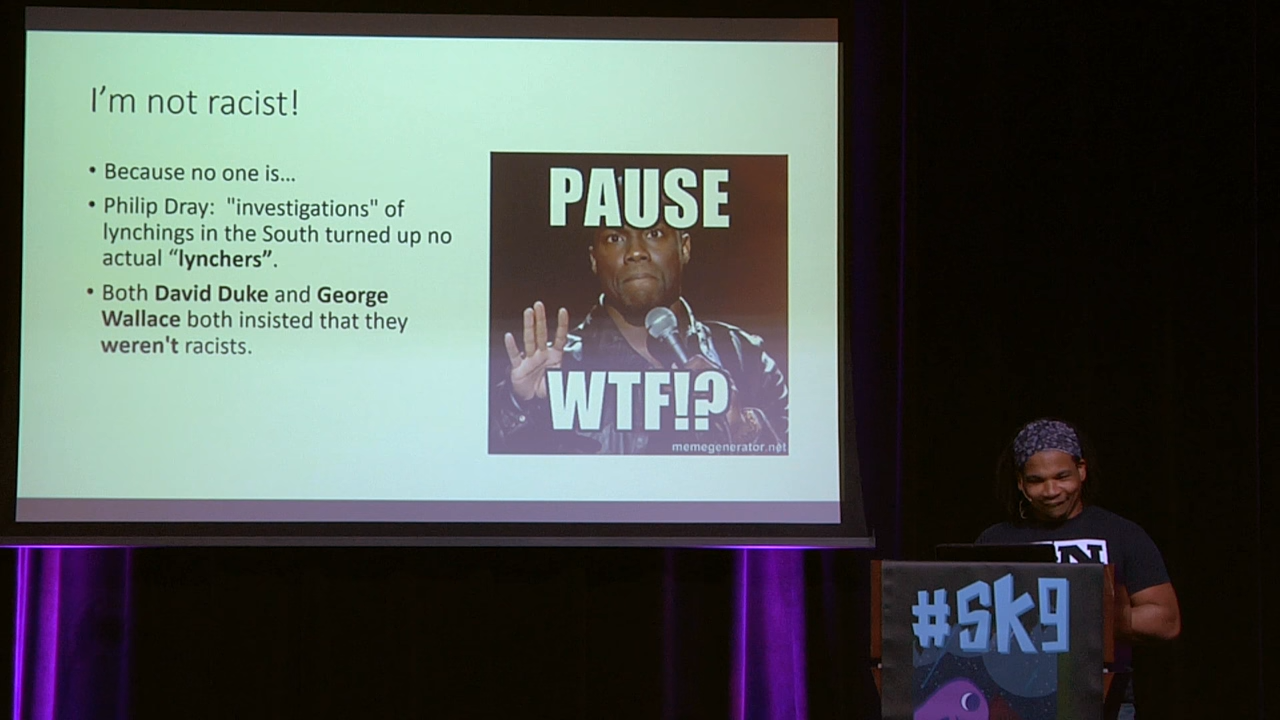 I'm not racist!
• Because no one is...
• Philip Dray: "investigations" of
lynchings in the South turned up no
actual “lynchers”.
• Both David Duke and George
Wallace both insisted that they
weren't racists.
PAUSE
WTF!?
memegenerator.net
N
#SK9